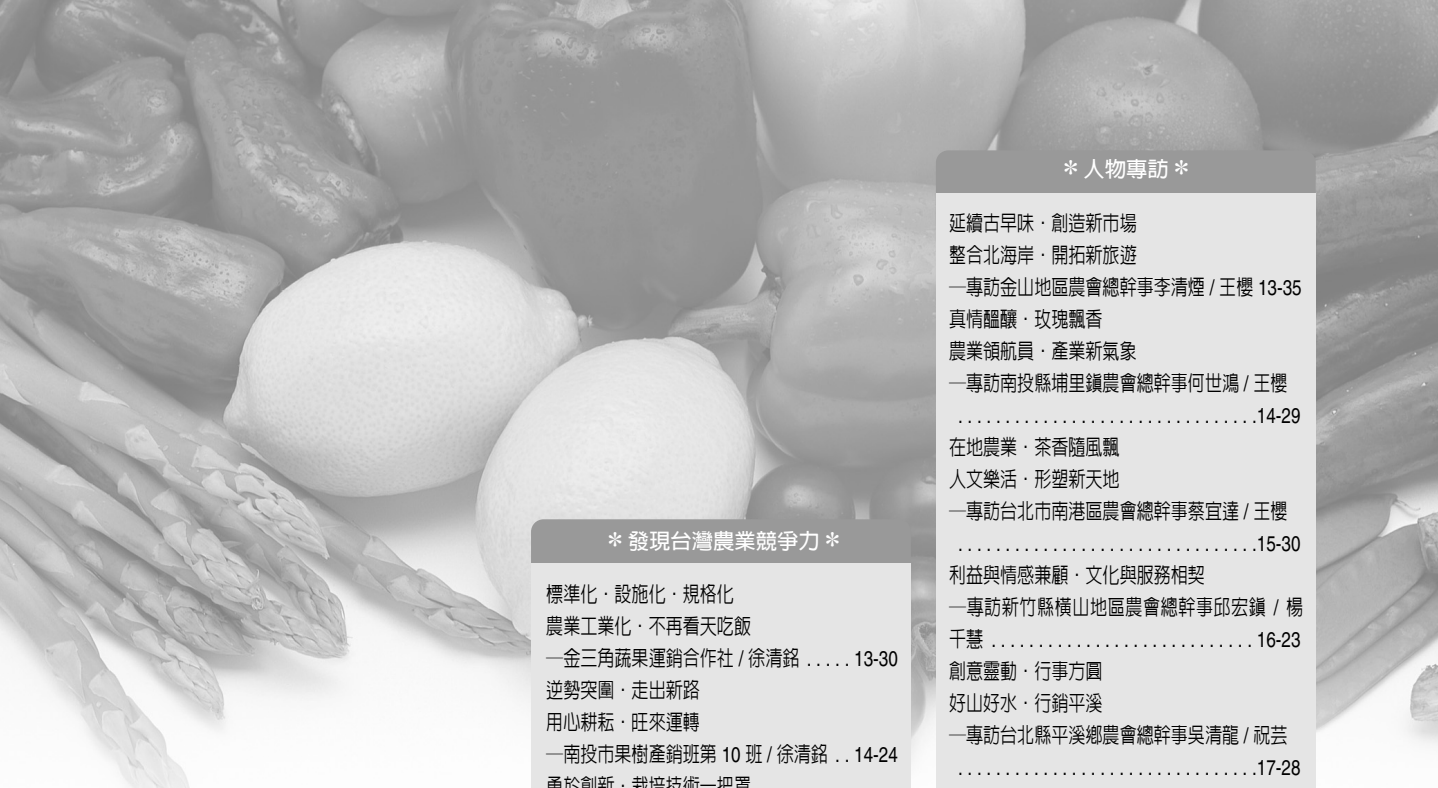 ＊人物專訪＊
延續古早味．創造新市場
整合北海岸．開拓新旅遊
─專訪金山地區農會總幹事李清煙 / 王櫻 13-35
真情醞釀．玫瑰飄香
農業領航員．產業新氣象
─專訪南投縣埔里鎮農會總幹事何世鴻 / 王櫻
................................14-29
在地農業．茶香隨風飄
人文樂活．形塑新天地
─專訪台北市南港區農會總幹事蔡宜達 / 王櫻
................................15-30
利益與情感兼顧．文化與服務相契
─專訪新竹縣橫山地區農會總幹事邱宏鎮 / 楊
千慧 ............................ 16-23
創意靈動．行事方圓
好山好水．行銷平溪
─專訪台北縣平溪鄉農會總幹事吳清龍 / 祝芸
................................17-28
＊發現台灣農業競爭力＊
標準化．設施化．規格化
農業工業化．不再看天吃飯
─金三角蔬果運銷合作社 / 徐清銘 ..... 13-30
逆勢突圍．走出新路
用心耕耘．旺來運轉
─南投市果樹產銷班第 10 班 / 徐清銘 .. 14-24
勇於創新．栽培技術一把罩